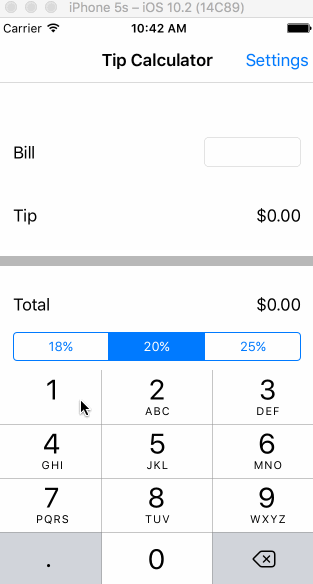 iPhone 5s – iOS 10.2 (14C89)
Carrier 10:42 AM
Tip Calculator Settings
Bill
Tip $0.00
Total $0.00
18% 20% 25%
1 2 3
ABC DEF
4 5 6
GHI JKL MNO
7 8 9
PQRS TUV WXYZ
. 0